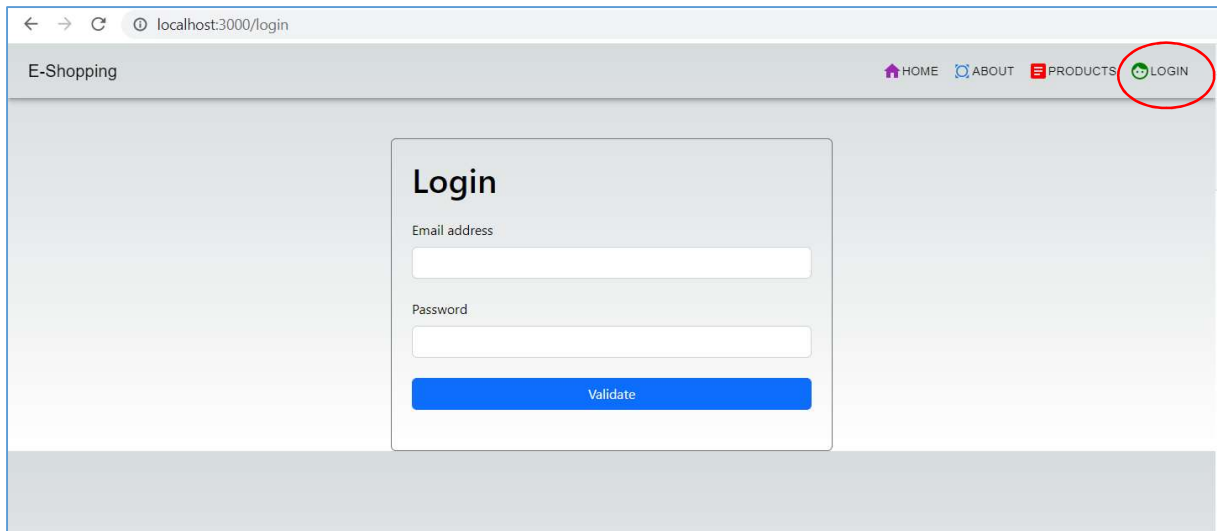 localhost:3000/login
E-Shopping HOME ABOUT PRODUCTS LOGIN
Login
Email address
Password
Validate